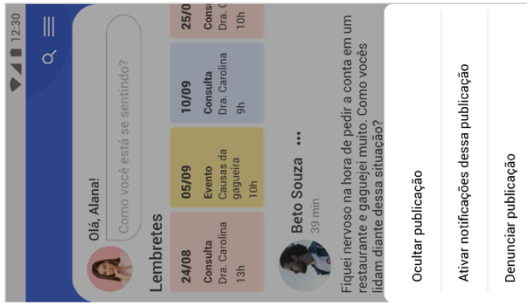 12:30
Olá, Alana!
Como você está se sentindo?
Lembretes
24/08
Consulta
Dra. Carolina
13h
05/09
Evento
Causas da
gagueira
10h
10/09
Consulta
Dra. Carolina
9h
25/0
Consu
Dra. C
10h
Beto Souza
39 min
Fiquei nervoso na hora de pedir a conta em um
restaurante e gaguejei muito. Como vocês
lidam diante dessa situação?
Ocultar publicação
Ativar notificações dessa publicação
Denunciar publicação